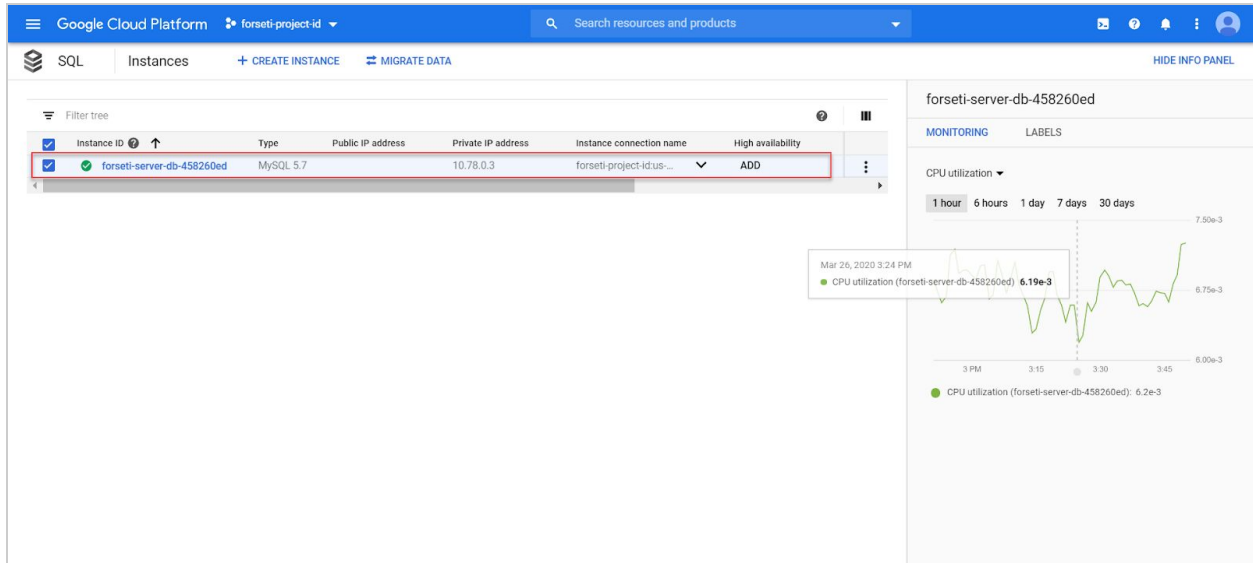 Google Cloud Platform forseti-project-id Search resources and products
SQL Instances CREATE INSTANCE MIGRATE DATA HIDE INFO PANEL
Filter tree
Instance ID Type Public IP address Private IP address Instance connection name High availability
forseti-server-db-458260ed MySQL 5.7 10.78.0.3 forseti-project-id:us-... ADD
forseti-server-db-458260ed
MONITORING LABELS
CPU utilization
1 hour 6 hours 1 day 7 days 30 days
7.50e-3
Mar 26, 2020 3:24 PM
CPU utilization (forseti-server-db-458260ed) 6.19e-3
6.75e-3
6.00e-3
3 PM 3:15 3:30 3:45
CPU utilization (forseti-server-db-458260ed): 6.2e-3